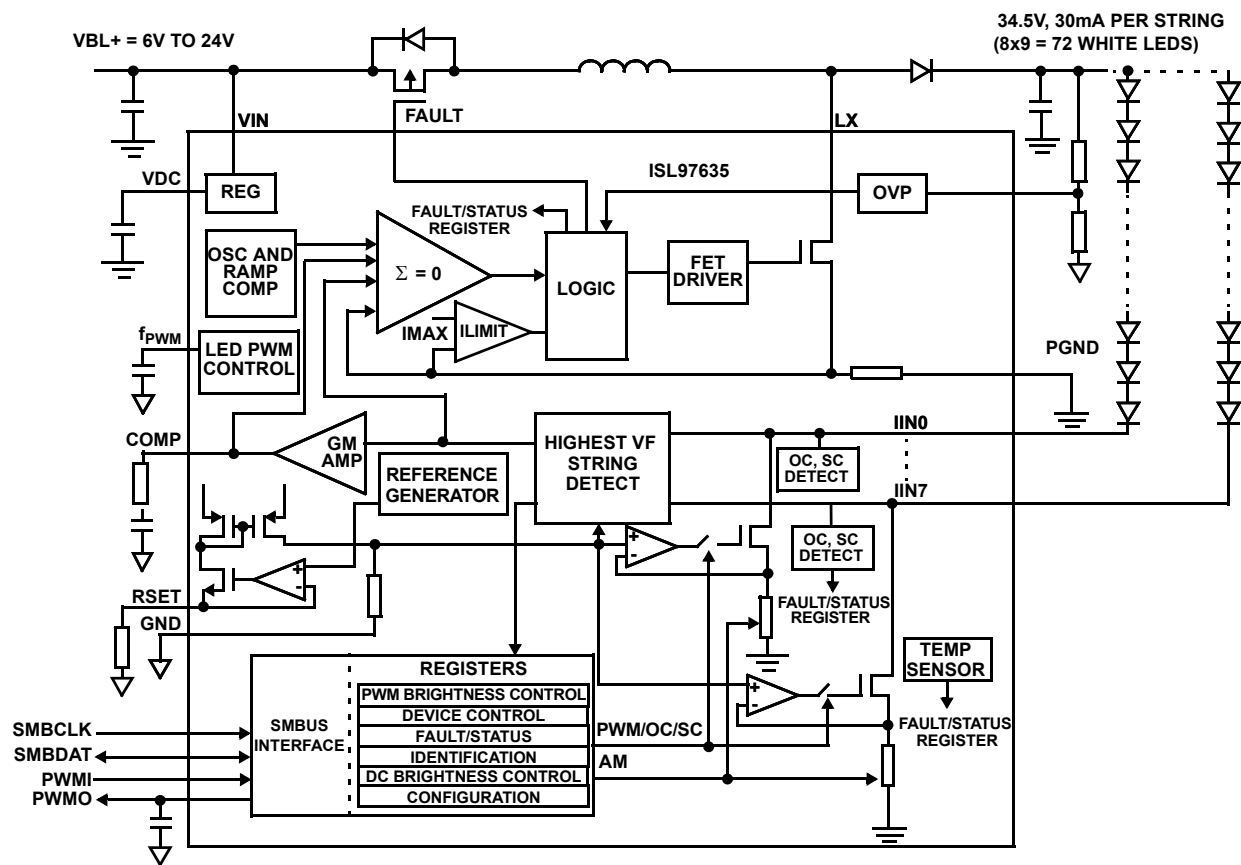 VBL+ = 6V TO 24V
34.5V, 30mA PER STRING
(8x9 = 72 WHITE LEDS)
FAULT
VIN
LX
VDC
REG
ISL97635
OVP
FAULT/STATUS
REGISTER
OSC AND
RAMP
COMP
Σ = 0
LOGIC
FET
DRIVER
IMAX
ILIMIT
fPWM
LED PWM
CONTROL
PGND
COMP
GM
AMP
HIGHEST VF
STRING
DETECT
IIN0
OC, SC
DETECT
REFERENCE
GENERATOR
IIN7
+
-
OC, SC
DETECT
+
-
RSET
GND
FAULT/STATUS
REGISTER
REGISTERS
TEMP
SENSOR
PWM BRIGHTNESS CONTROL
+
-
SMBUS
INTERFACE
DEVICE CONTROL
FAULT/STATUS
REGISTER
SMBCLK
FAULT/STATUS
PWM/OC/SC
SMBDAT
IDENTIFICATION
AM
PWMI
DC BRIGHTNESS CONTROL
PWMO
CONFIGURATION